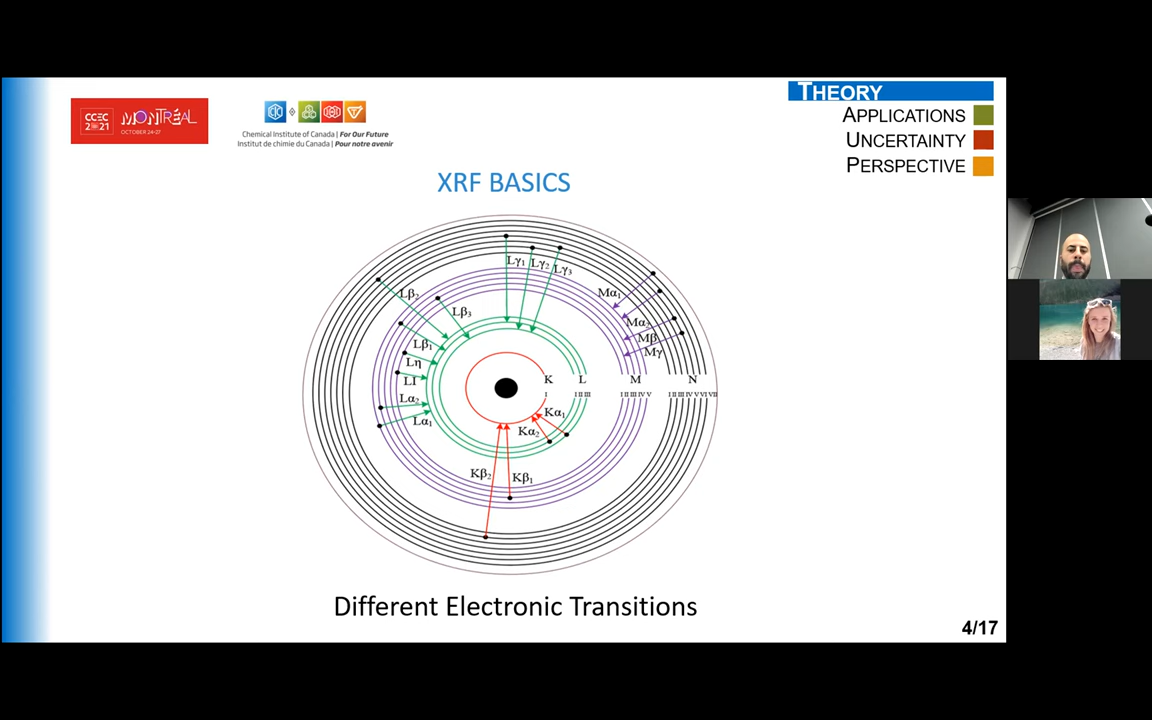 THEORY
CCEC
2021
MONTRÉAL
OCTOBER 24-27
Chemical Institute of Canada | For Our Future
Institut de chimie du Canada | Pour notre avenir
APPLICATIONS
UNCERTAINTY
PERSPECTIVE
XRF BASICS
Lγ₁ Lγ₂ Lγ₃
Lβ₂
Mα₁
Lβ₃
Mα₂
Lβ₁
Mβ
Mγ
Lη
Ll
K L M N
I I II III I II III IV V I II III IV V VI VII
Lα₂
Lα₁
Kα₁
Kα₂
Kβ₂
Kβ₁
Different Electronic Transitions
4/17